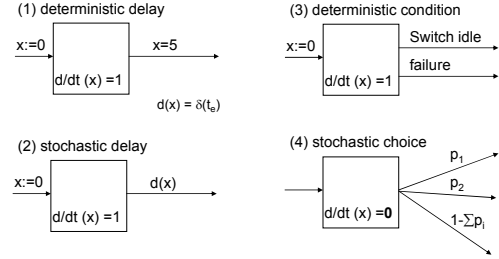 (1) deterministic delay
x:=0
x=5
d/dt (x) =1
d(x) = δ(tₑ)
(2) stochastic delay
x:=0
d(x)
d/dt (x) =1
(3) deterministic condition
x:=0
Switch idle
failure
d/dt (x) =1
(4) stochastic choice
p₁
p₂
d/dt (x) =0
1-Σpᵢ